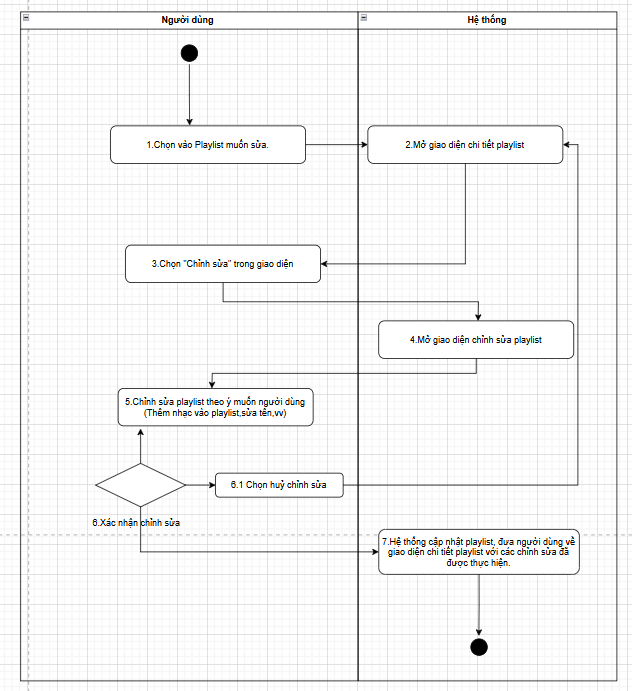 Người dùng
Hệ thống
1.Chọn vào Playlist muốn sửa.
2.Mở giao diện chi tiết playlist
3.Chọn "Chỉnh sửa" trong giao diện
4.Mở giao diện chỉnh sửa playlist
5.Chỉnh sửa playlist theo ý muốn người dùng
(Thêm nhạc vào playlist,sửa tên,vv)
6.1 Chọn huỷ chỉnh sửa
6.Xác nhận chỉnh sửa
7.Hệ thống cập nhật playlist, đưa người dùng về
giao diện chi tiết playlist với các chỉnh sửa đã
được thực hiện.